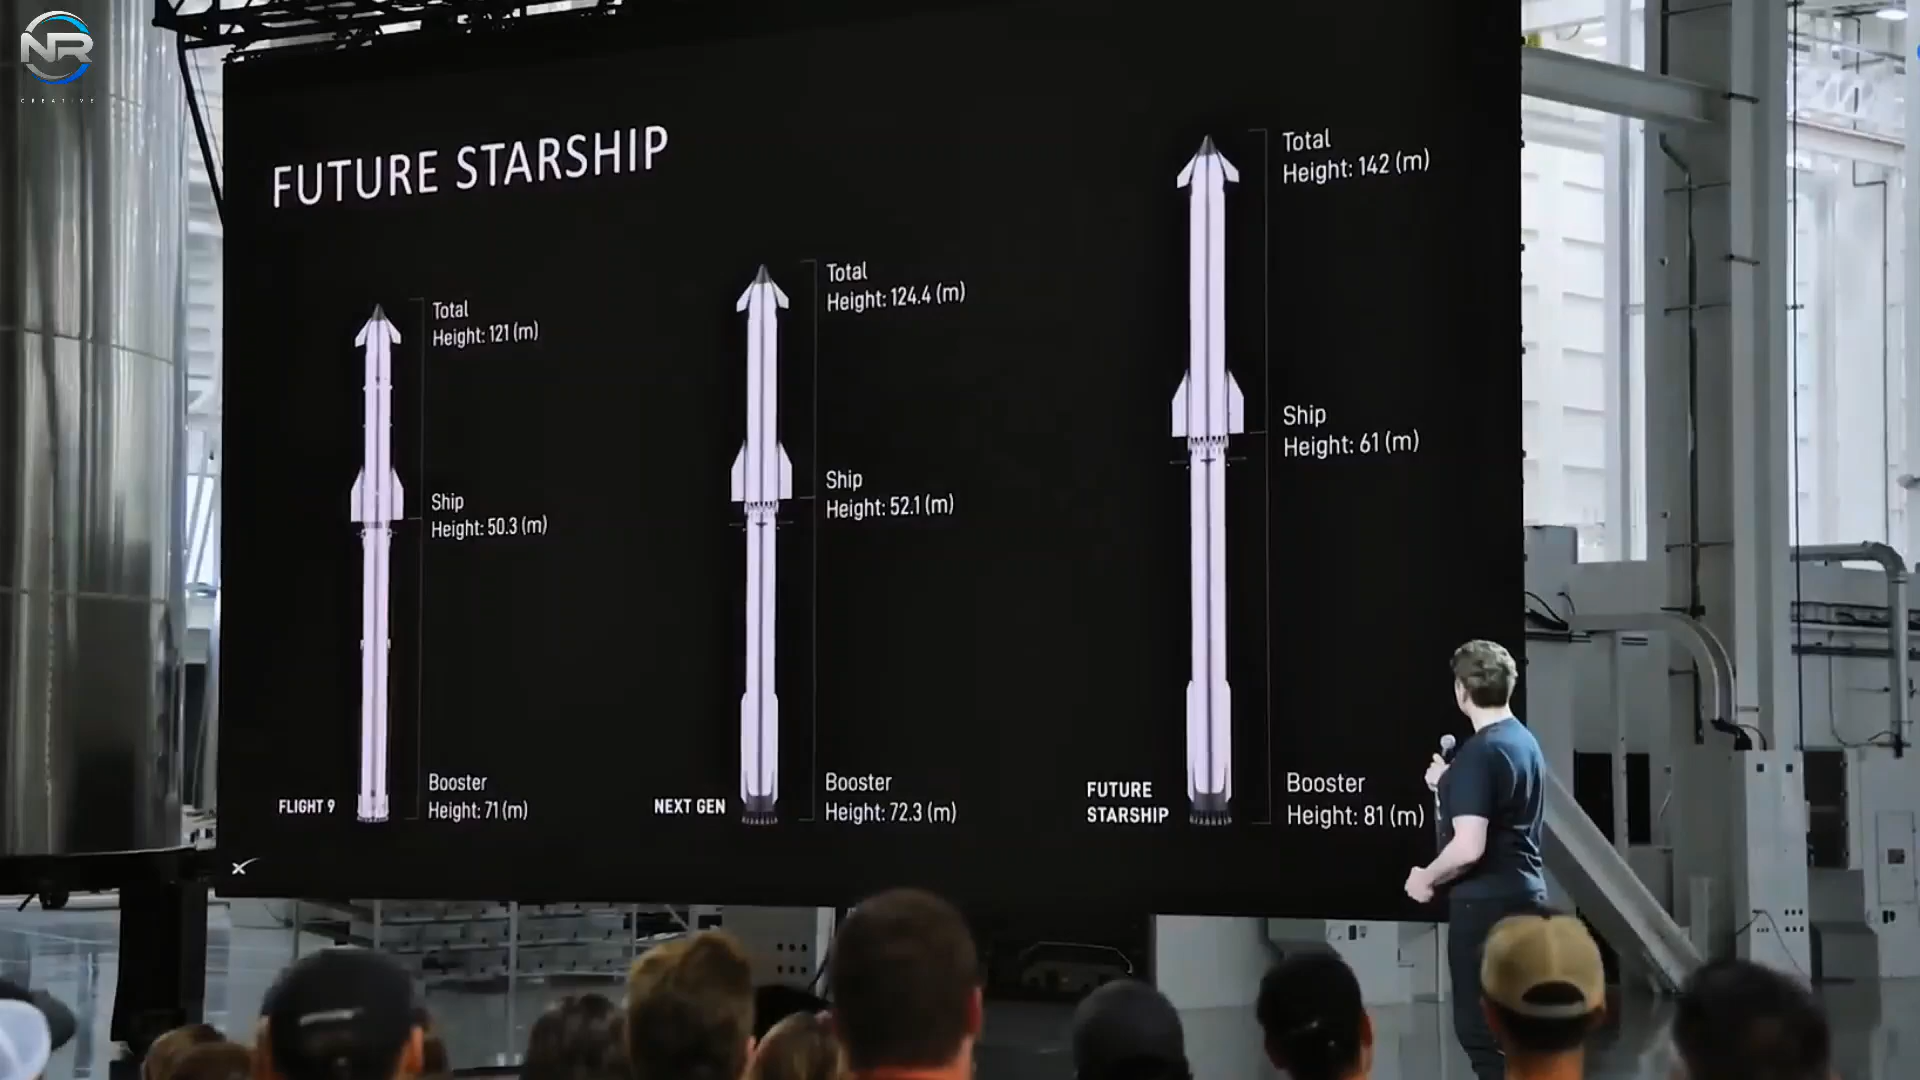 NR
CREATIVE
FUTURE STARSHIP
Total
Height: 121 (m)
Ship
Height: 50.3 (m)
Booster
Height: 71 (m)
FLIGHT 9
Total
Height: 124.4 (m)
Ship
Height: 52.1 (m)
Booster
Height: 72.3 (m)
NEXT GEN
Total
Height: 142 (m)
Ship
Height: 61 (m)
Booster
Height: 81 (m)
FUTURE
STARSHIP